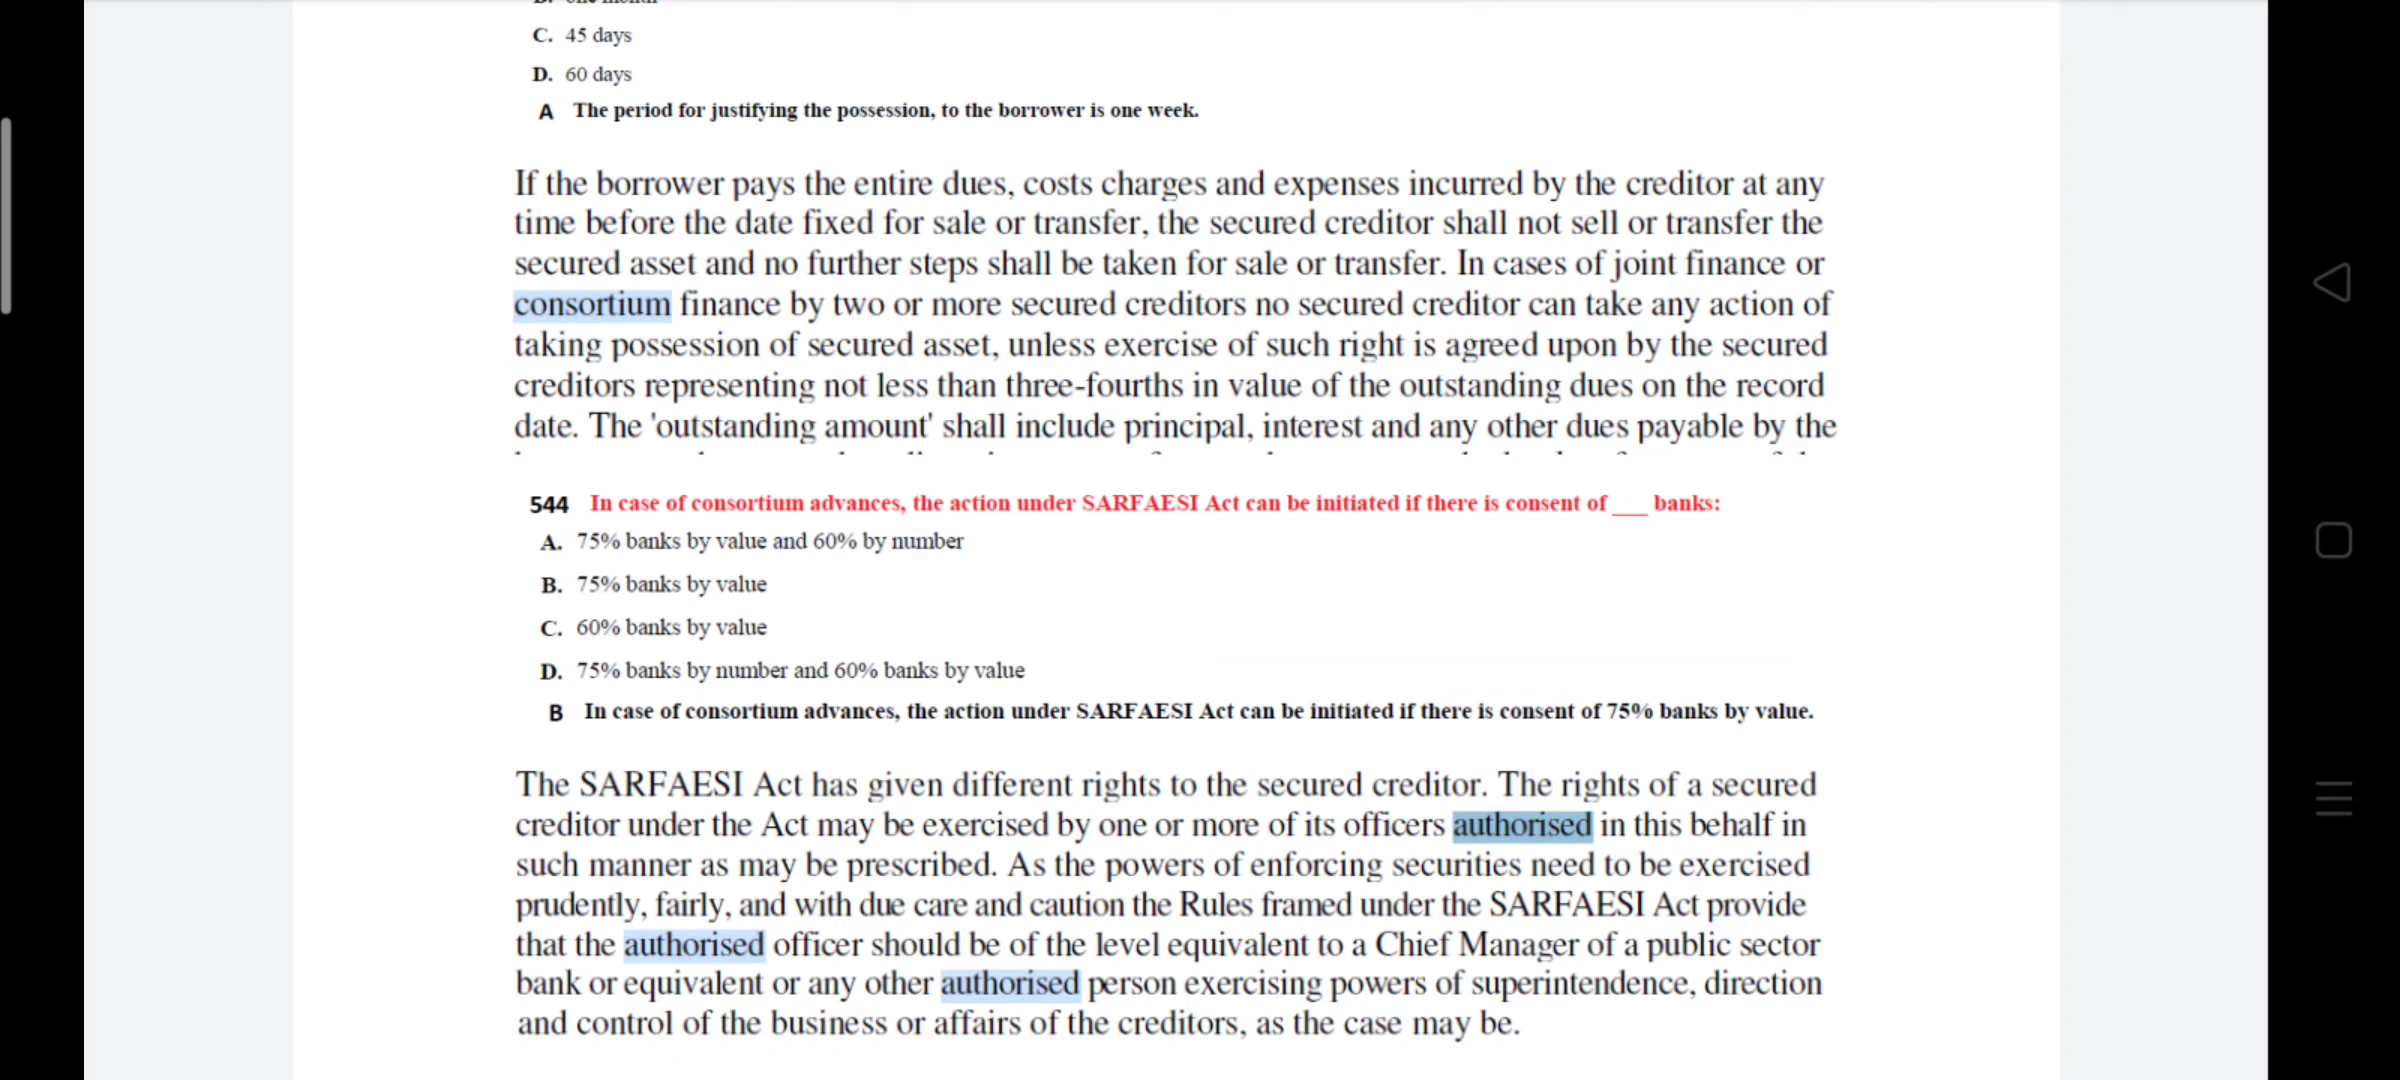 C. 45 days
D. 60 days
A The period for justifying the possession, to the borrower is one week.
If the borrower pays the entire dues, costs charges and expenses incurred by the creditor at any
time before the date fixed for sale or transfer, the secured creditor shall not sell or transfer the
secured asset and no further steps shall be taken for sale or transfer. In cases of joint finance or
consortium finance by two or more secured creditors no secured creditor can take any action of
taking possession of secured asset, unless exercise of such right is agreed upon by the secured
creditors representing not less than three-fourths in value of the outstanding dues on the record
date. The 'outstanding amount' shall include principal, interest and any other dues payable by the
544 In case of consortium advances, the action under SARFAESI Act can be initiated if there is consent of ___ banks:
A. 75% banks by value and 60% by number
B. 75% banks by value
C. 60% banks by value
D. 75% banks by number and 60% banks by value
B In case of consortium advances, the action under SARFAESI Act can be initiated if there is consent of 75% banks by value.
The SARFAESI Act has given different rights to the secured creditor. The rights of a secured
creditor under the Act may be exercised by one or more of its officers authorised in this behalf in
such manner as may be prescribed. As the powers of enforcing securities need to be exercised
prudently, fairly, and with due care and caution the Rules framed under the SARFAESI Act provide
that the authorised officer should be of the level equivalent to a Chief Manager of a public sector
bank or equivalent or any other authorised person exercising powers of superintendence, direction
and control of the business or affairs of the creditors, as the case may be.